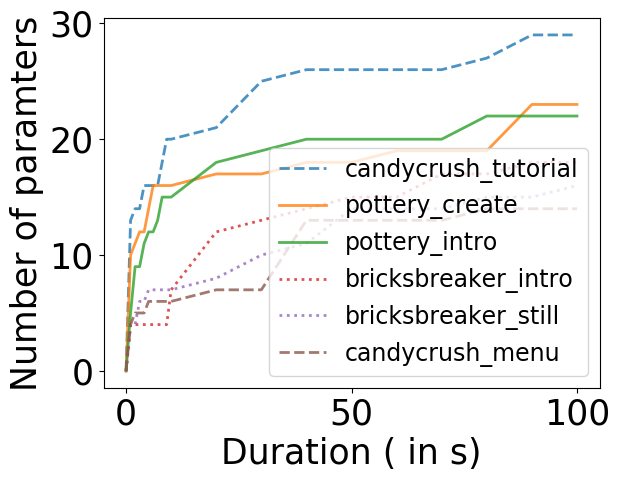 Number of paramters
30
20
10
0
candycrush_tutorial
pottery_create
pottery_intro
bricksbreaker_intro
bricksbreaker_still
candycrush_menu
0 50 100
Duration ( in s)